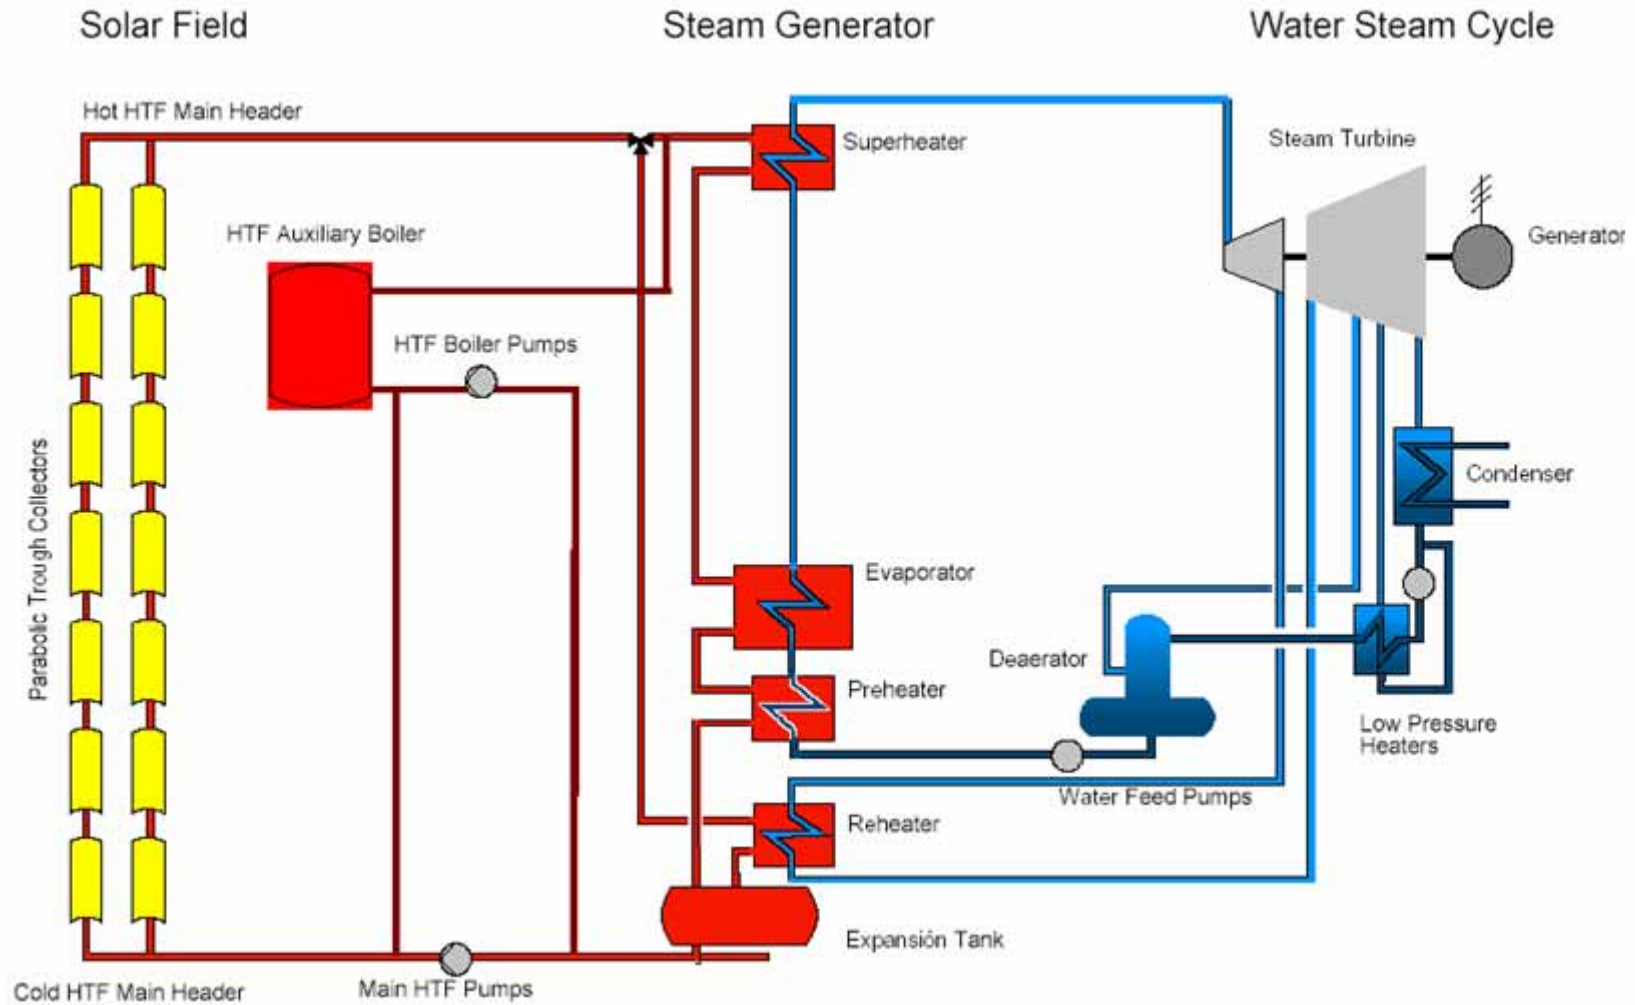 Solar Field
Steam Generator
Water Steam Cycle
Hot HTF Main Header
Superheater
Steam Turbine
HTF Auxiliary Boiler
Generator
HTF Boiler Pumps
Parabolic Trough Collectors
Condenser
Evaporator
Deaerator
Preheater
Low Pressure
Heaters
Water Feed Pumps
Reheater
Expansión Tank
Cold HTF Main Header
Main HTF Pumps